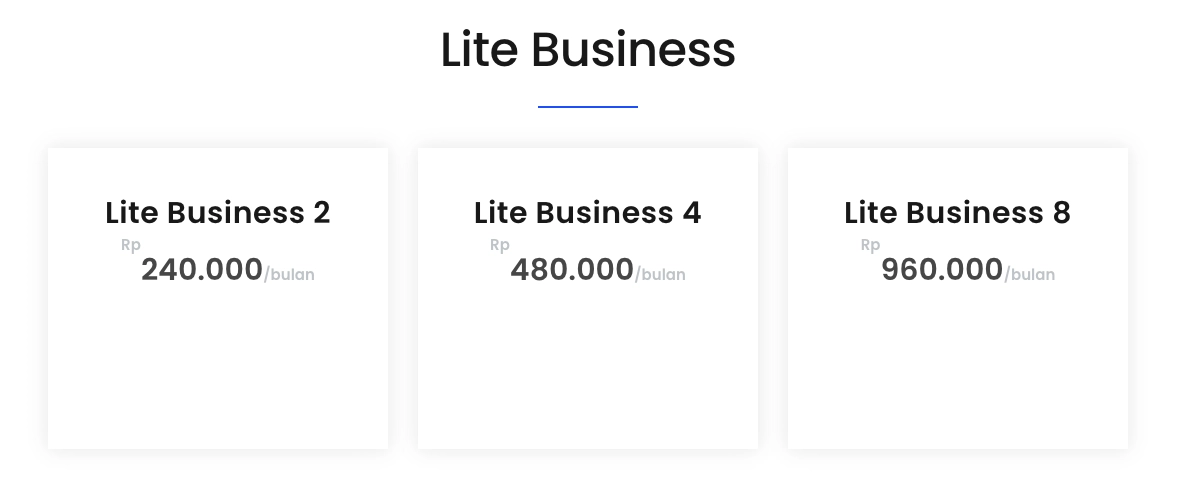 Lite Business
Lite Business 2
Rp
240.000/bulan
Lite Business 4
Rp
480.000/bulan
Lite Business 8
Rp
960.000/bulan